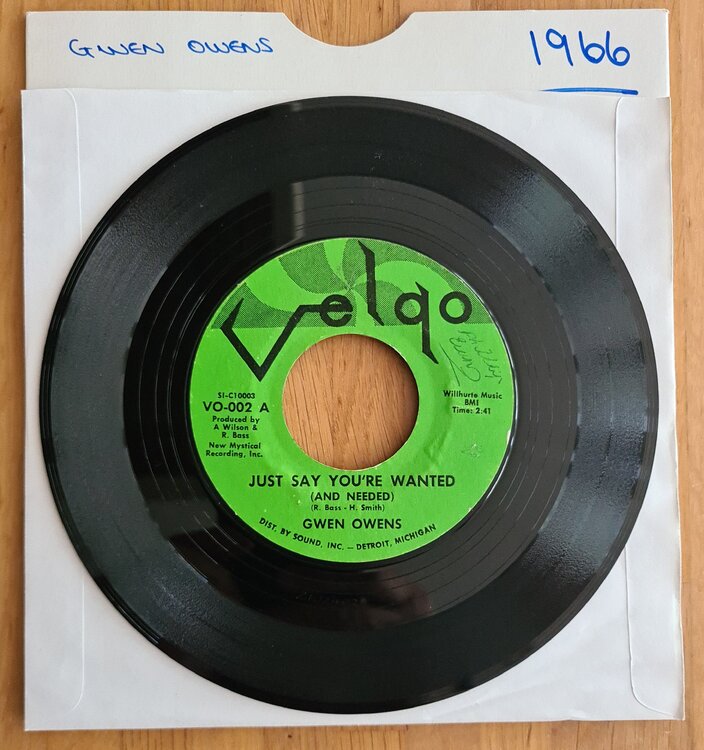 GWEN OWENS
1966
Velgo
SI-C10003
VO-002 A
Produced by
A Wilson &
R. Bass
New Mystical
Recording, Inc.
Willhurte Music
BMI
Time: 2:41
JUST SAY YOU'RE WANTED
(AND NEEDED)
(R. Bass - H. Smith)
GWEN OWENS
DIST. BY SOUND, INC. — DETROIT, MICHIGAN